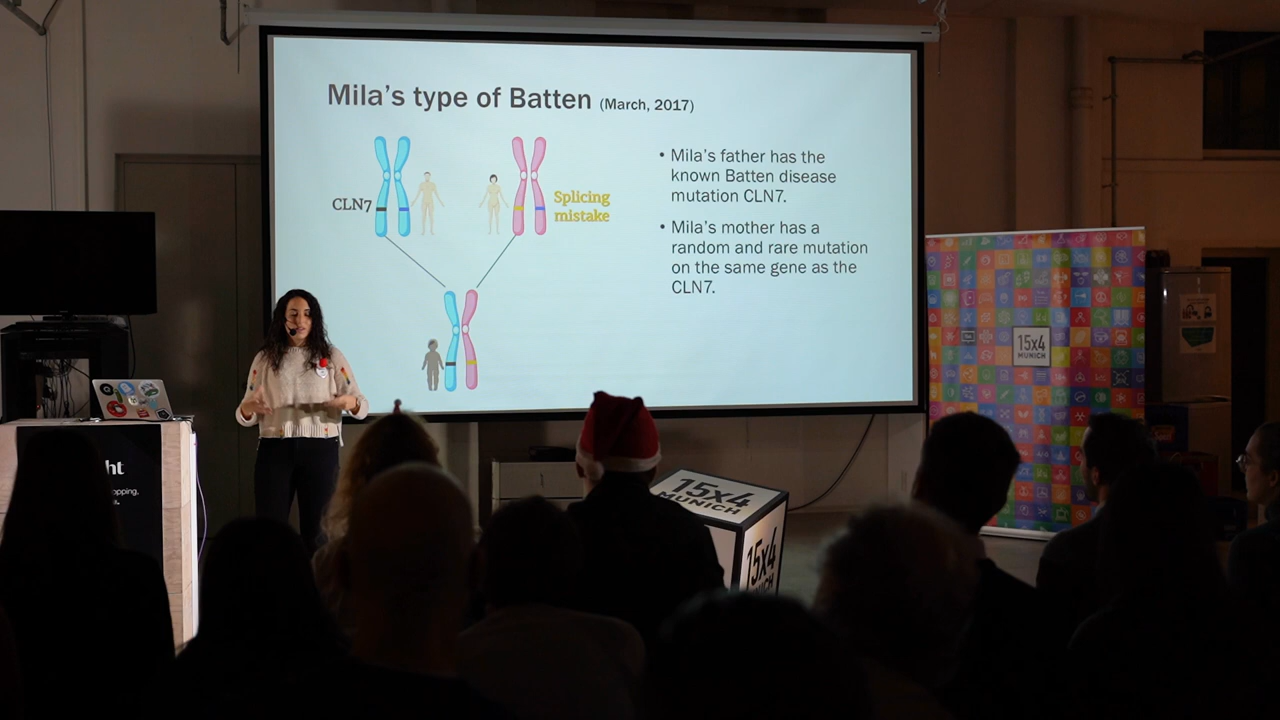 Mila's type of Batten (March, 2017)
CLN7
Splicing
mistake
• Mila's father has the
known Batten disease
mutation CLN7.
• Mila's mother has a
random and rare mutation
on the same gene as the
CLN7.
15x4
MUNICH
ht
opping,
15x4
MUNICH
15x4
MUNICH